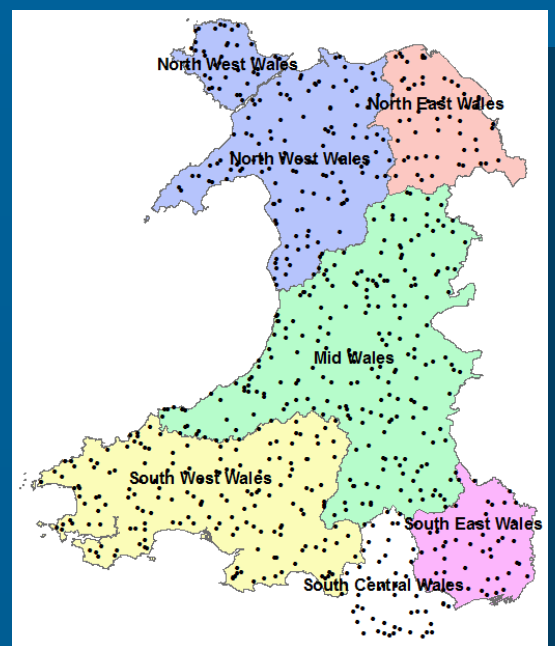 North West Wales
North East Wales
North West Wales
Mid Wales
South West Wales
South East Wales
South Central Wales